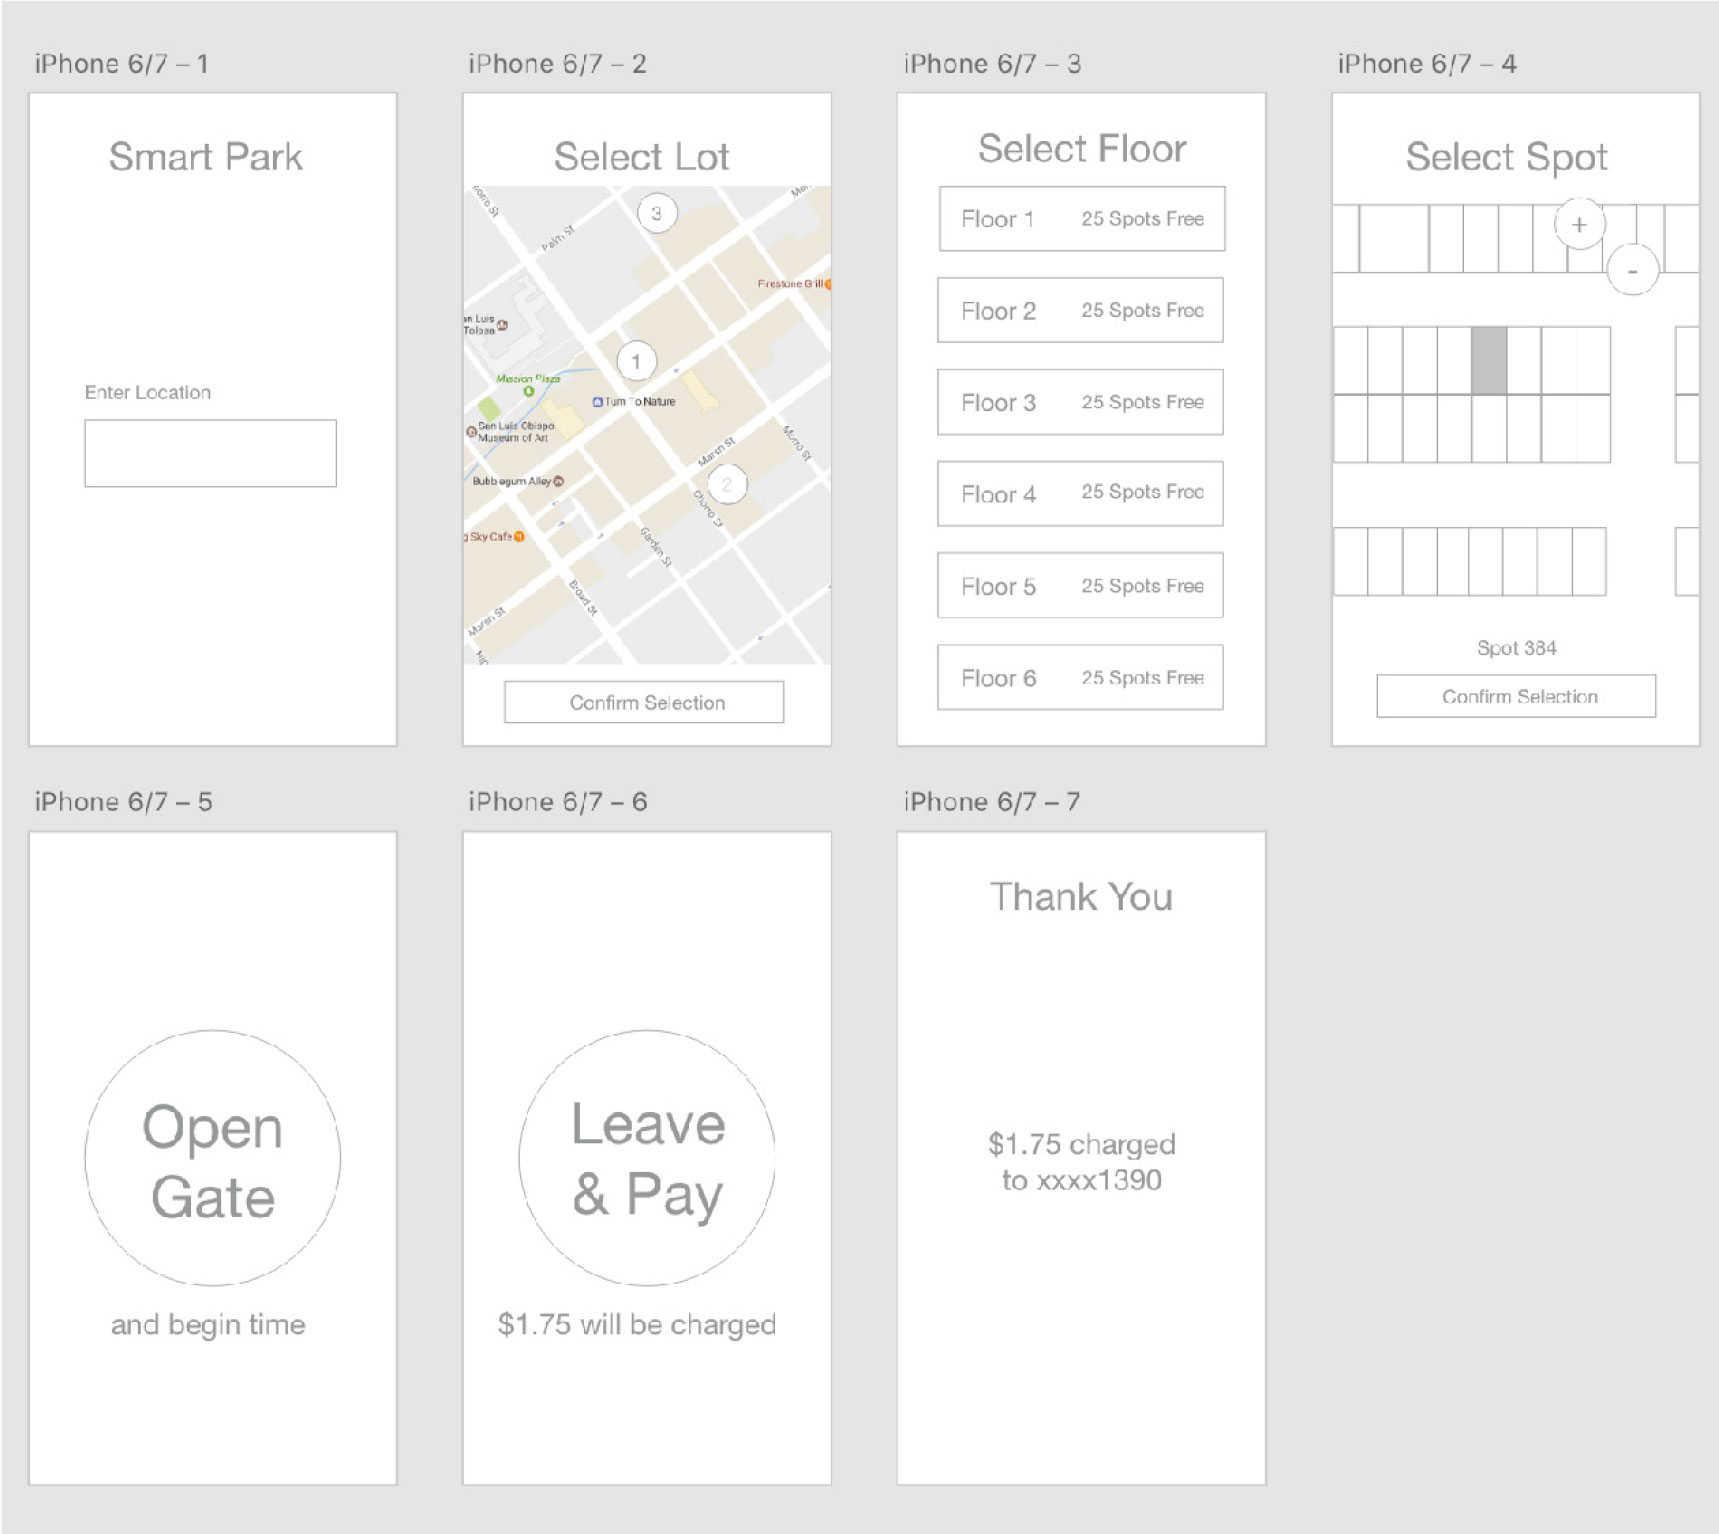 iPhone 6/7 – 1
Smart Park
Enter Location
iPhone 6/7 – 2
Select Lot
3
Palm St
Firestone Grill
an Luis
Tolosa
1
Mission Plaza
Turn To Nature
San Luis Obispo
Museum of Art
Morro St
Marsh St
Bubblegum Alley
2
Chorro St
g Sky Cafe
Garden St
Broad St
Marsh St
Confirm Selection
iPhone 6/7 – 3
Select Floor
Floor 1 25 Spots Free
Floor 2 25 Spots Free
Floor 3 25 Spots Free
Floor 4 25 Spots Free
Floor 5 25 Spots Free
Floor 6 25 Spots Free
iPhone 6/7 – 4
Select Spot
+
-
Spot 384
Confirm Selection
iPhone 6/7 – 5
Open
Gate
and begin time
iPhone 6/7 – 6
Leave
& Pay
$1.75 will be charged
iPhone 6/7 – 7
Thank You
$1.75 charged
to xxxx1390